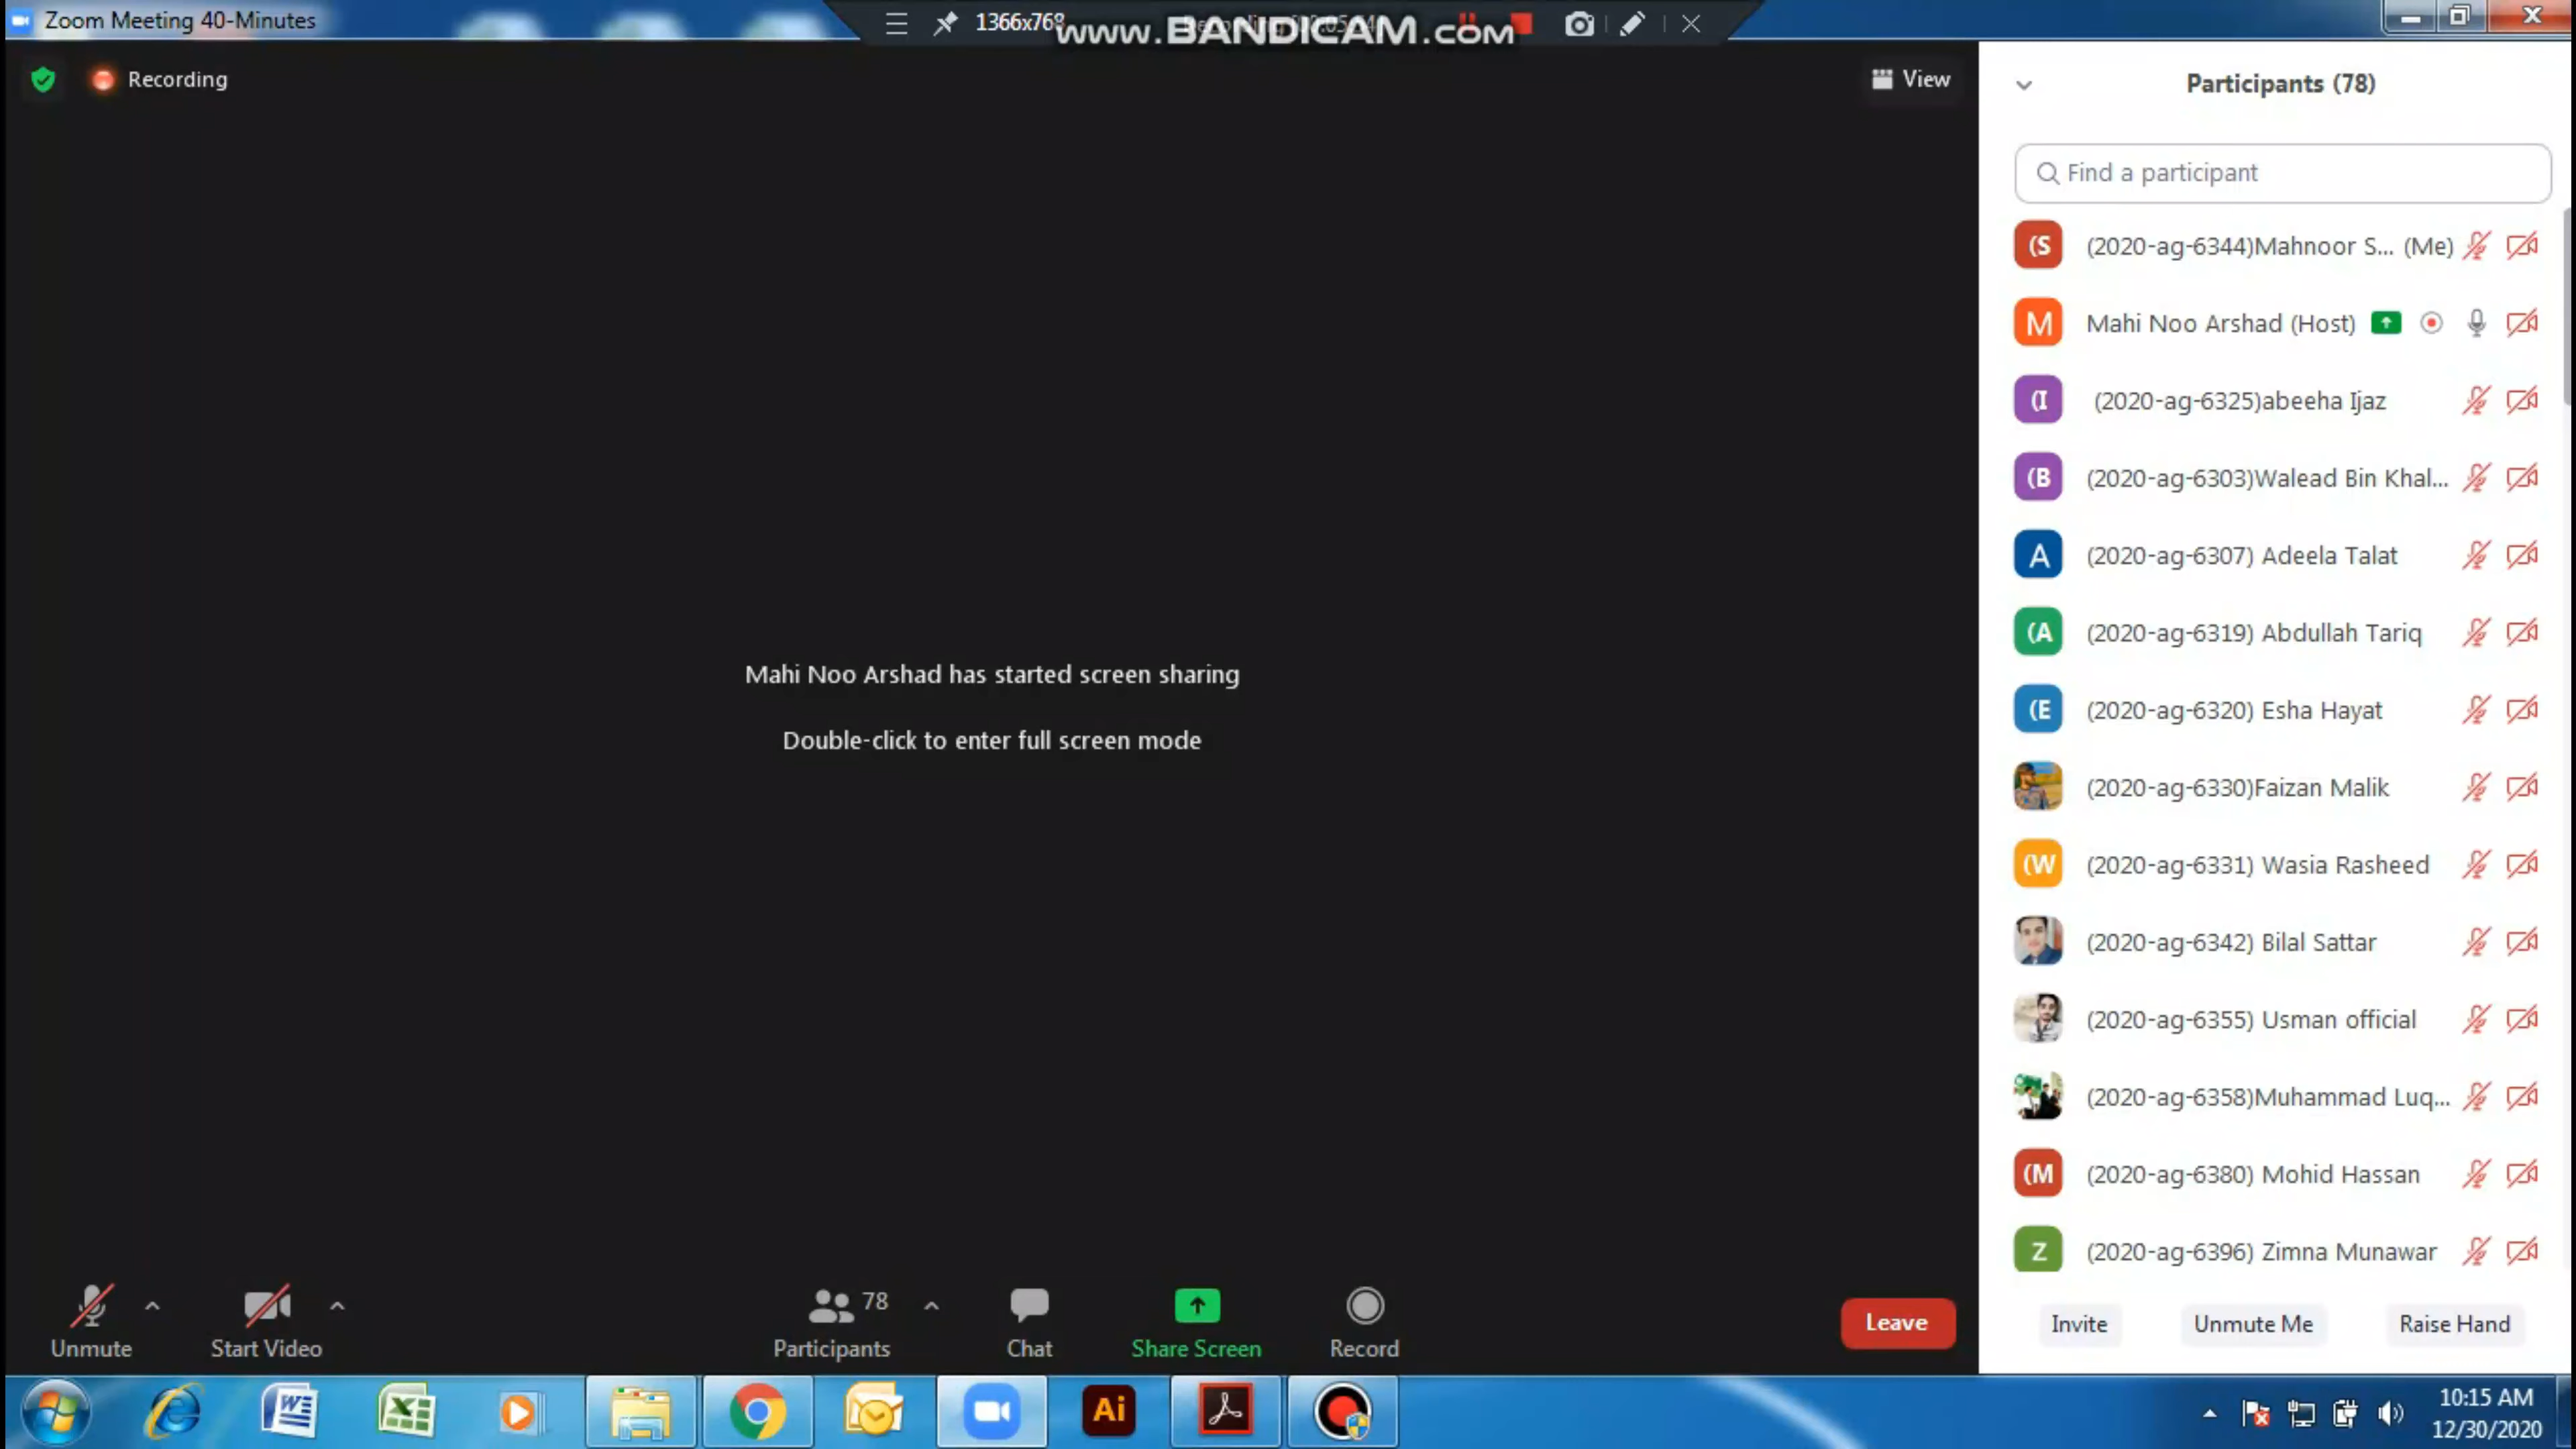 Zoom Meeting 40-Minutes
1366x768
www.BANDICAM.com
Recording
View
Participants (78)
Find a participant
(S (2020-ag-6344)Mahnoor S... (Me)
M Mahi Noo Arshad (Host)
(I (2020-ag-6325)abeeha Ijaz
(B (2020-ag-6303)Walead Bin Khal...
A (2020-ag-6307) Adeela Talat
(A (2020-ag-6319) Abdullah Tariq
(E (2020-ag-6320) Esha Hayat
(2020-ag-6330)Faizan Malik
(W (2020-ag-6331) Wasia Rasheed
(2020-ag-6342) Bilal Sattar
(2020-ag-6355) Usman official
(2020-ag-6358)Muhammad Luq...
(M (2020-ag-6380) Mohid Hassan
Z (2020-ag-6396) Zimna Munawar
Mahi Noo Arshad has started screen sharing
Double-click to enter full screen mode
Unmute
Start Video
78
Participants
Chat
Share Screen
Record
Leave
Invite
Unmute Me
Raise Hand
Ai
10:15 AM
12/30/2020